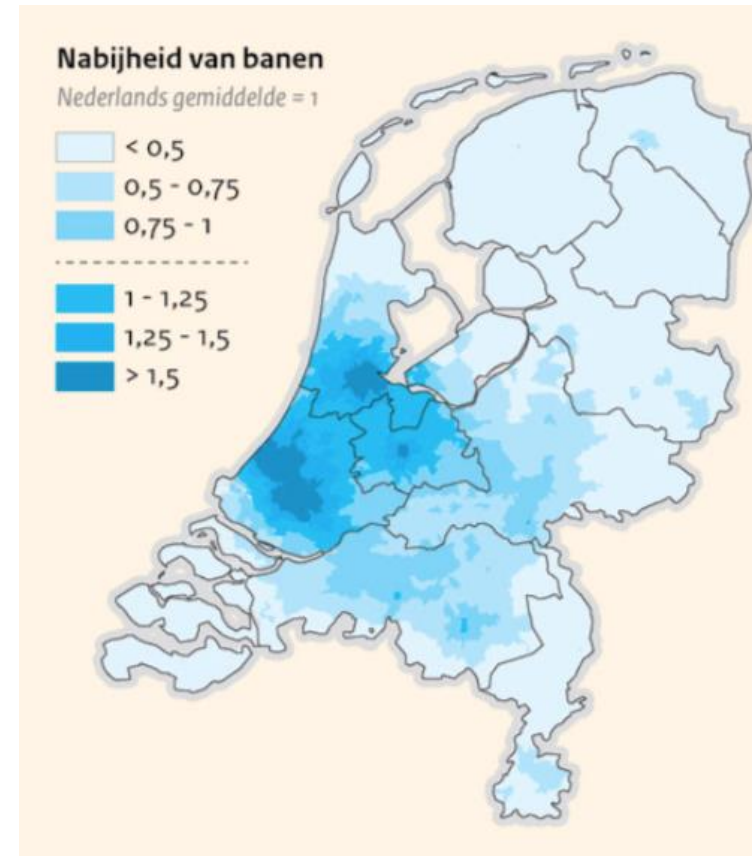 Nabijheid van banen
Nederlands gemiddelde = 1
< 0,5
0,5 - 0,75
0,75 - 1
1 - 1,25
1,25 - 1,5
> 1,5